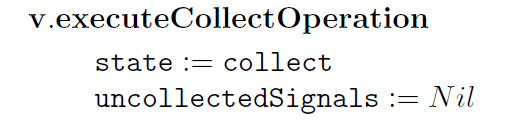 v.executeCollectOperation
state := collect
uncollectedSignals := Nil